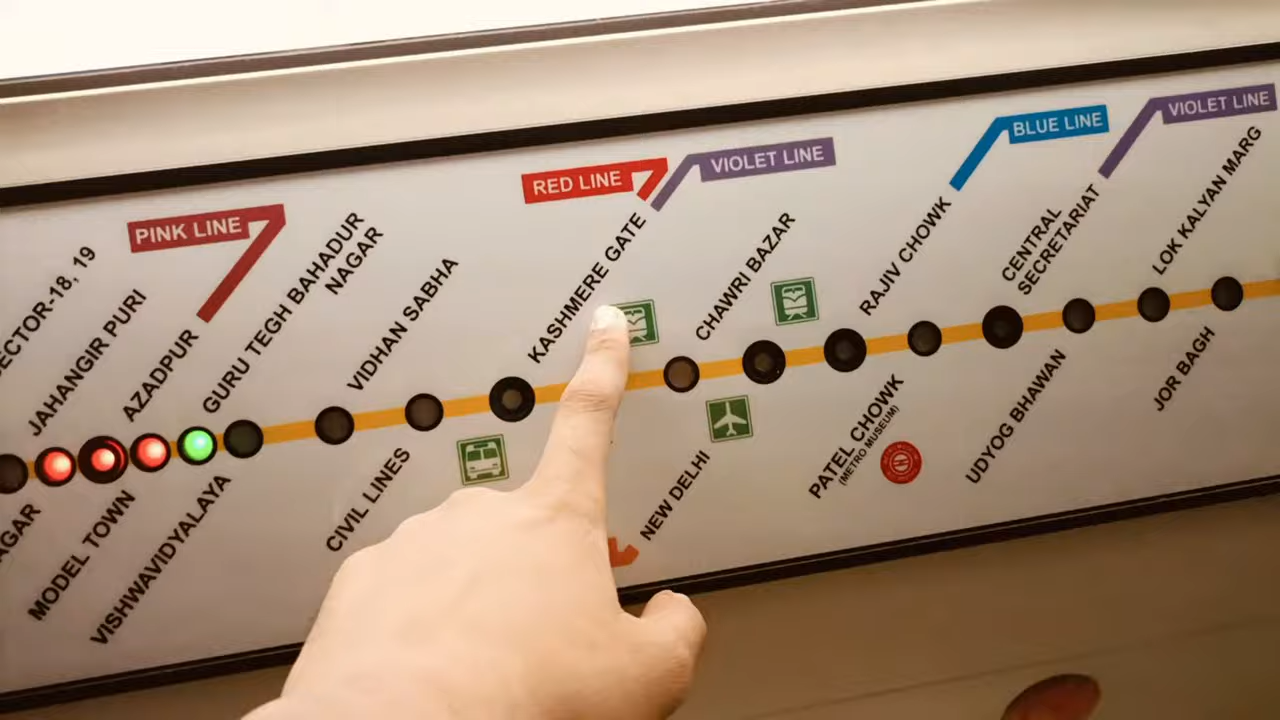 PINK LINE
RED LINE
VIOLET LINE
BLUE LINE
VIOLET LINE
ECTOR-18, 19
JAHANGIR PURI
AZADPUR
GURU TEGH BAHADUR
NAGAR
VIDHAN SABHA
KASHMERE GATE
CHAWRI BAZAR
RAJIV CHOWK
CENTRAL
SECRETARIAT
LOK KALYAN MARG
AGAR
MODEL TOWN
VISHWAVIDYALAYA
CIVIL LINES
NEW DELHI
PATEL CHOWK
(METRO MUSEUM)
UDYOG BHAWAN
JOR BAGH